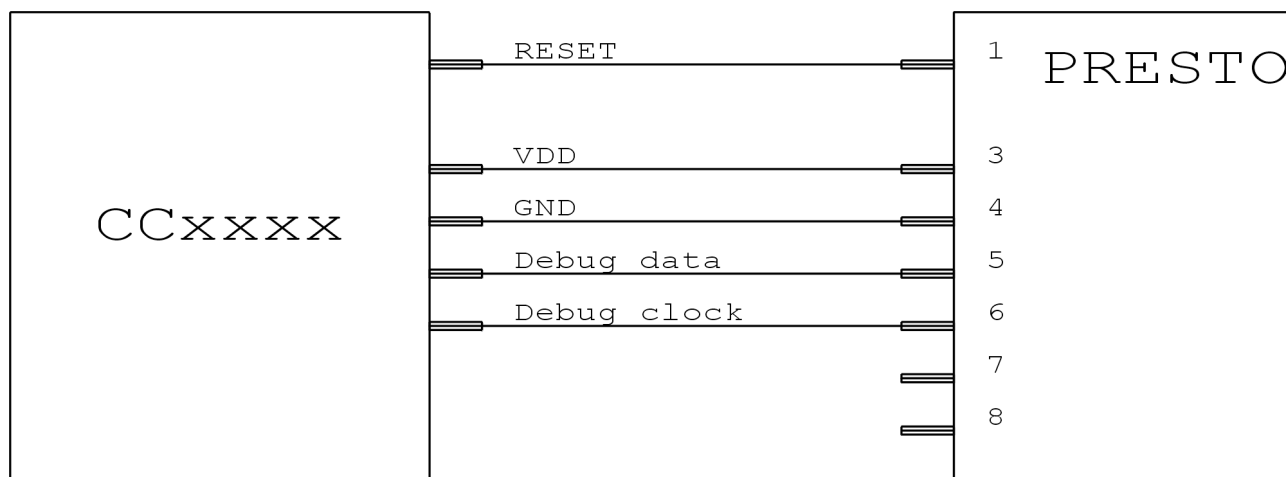 RESET
1
PRESTO
VDD
3
CCxxxx
GND
4
Debug data
5
Debug clock
6
7
8